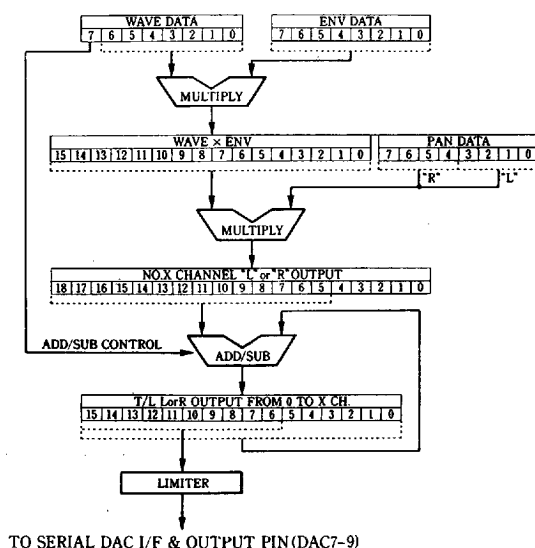 WAVE DATA
7 6 5 4 3 2 1 0
ENV DATA
7 6 5 4 3 2 1 0
MULTIPLY
WAVE × ENV
15 14 13 12 11 10 9 8 7 6 5 4 3 2 1 0
PAN DATA
7 6 5 4 3 2 1 0
"R" "L"
MULTIPLY
NO.X CHANNEL "L" or "R" OUTPUT
18 17 16 15 14 13 12 11 10 9 8 7 6 5 4 3 2 1 0
ADD/SUB CONTROL
ADD/SUB
T/L LorR OUTPUT FROM 0 TO X CH.
15 14 13 12 11 10 9 8 7 6 5 4 3 2 1 0
LIMITER
TO SERIAL DAC I/F & OUTPUT PIN(DAC7-9)